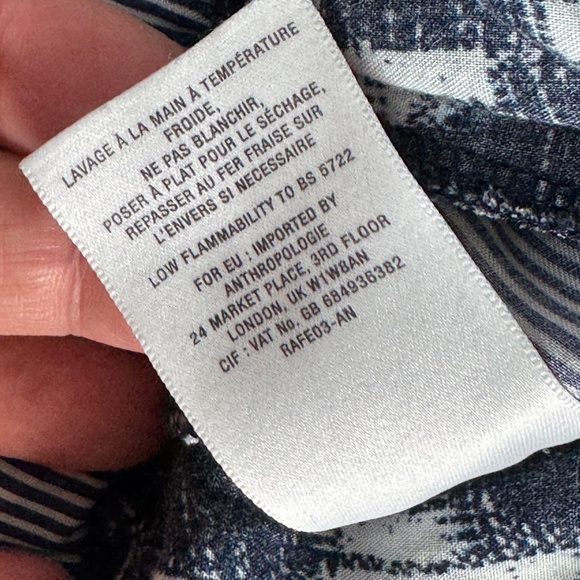 LAVAGE À LA MAIN À TEMPÉRATURE
FROIDE,
NE PAS BLANCHIR,
POSER À PLAT POUR LE SÉCHAGE,
REPASSER AU FER FRAISE SUR
L'ENVERS SI NECESSAIRE
LOW FLAMMABILITY TO BS 5722
FOR EU : IMPORTED BY
ANTHROPOLOGIE
24 MARKET PLACE, 3RD FLOOR
LONDON, UK W1W8AN
CIF : VAT No. GB 684936382
RAFE03-AN